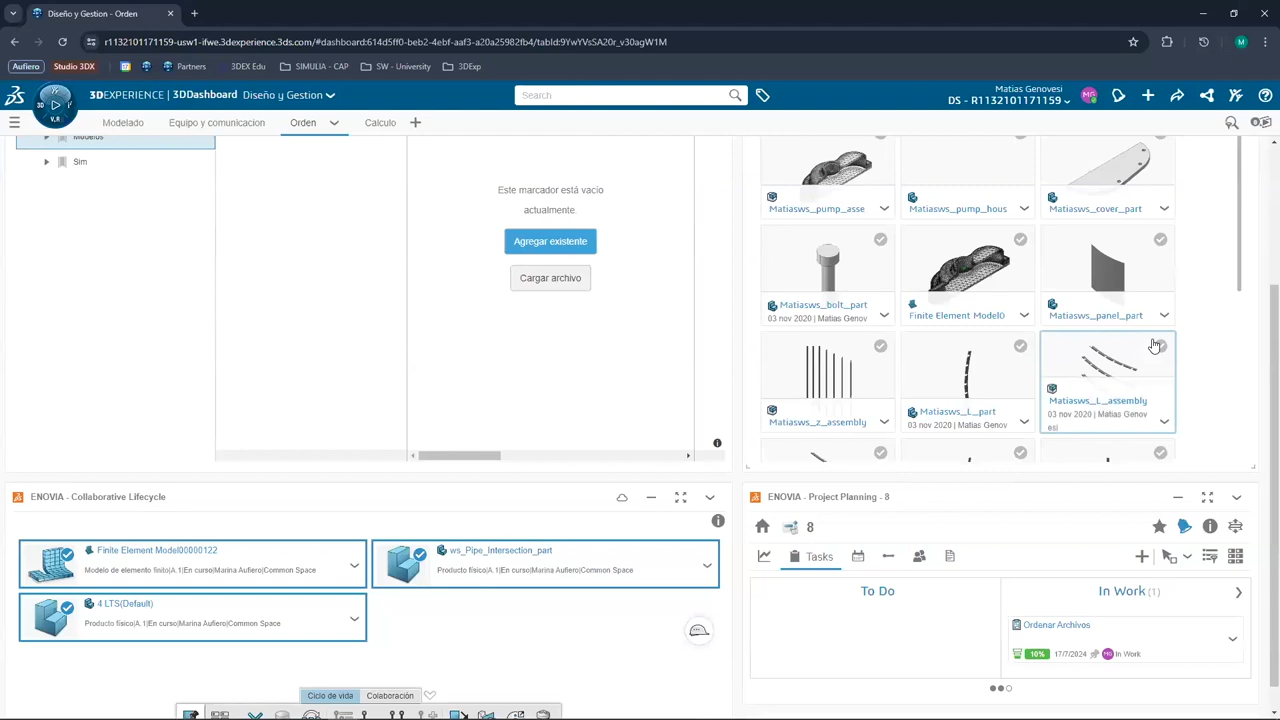 Diseño y Gestion - Orden
r1132101171159-usw1-ifwe.3dexperience.3ds.com/#dashboard:614d5ff0-beb2-4ebf-aaf3-a20a25982fb4/tabId:9YwYVsSA20r_v30agW1M
M
Aufiero
Studio 3DX
Partners
3DEX Edu
SIMULIA - CAP
SW - University
3DExp
3DEXPERIENCE | 3DDashboard Diseño y Gestion
Search
Matias Genovesi
DS - R1132101171159
MG
3D
V.R
Modelado
Equipo y comunicacion
Orden
Calculo
Modelos
Sim
Este marcador está vacío
actualmente.
Agregar existente
Cargar archivo
Matiasws_pump_asse
Matiasws_pump_hous
Matiasws_cover_part
Matiasws_bolt_part
03 nov 2020 | Matias Genov
Finite Element Model0
Matiasws_panel_part
Matiasws_z_assembly
Matiasws_L_part
03 nov 2020 | Matias Genov
Matiasws_L_assembly
03 nov 2020 | Matias Genov
esi
ENOVIA - Collaborative Lifecycle
Finite Element Model00000122
Modelo de elemento finito|A.1|En curso|Marina Aufiero|Common Space
ws_Pipe_Intersection_part
Producto físico|A.1|En curso|Marina Aufiero|Common Space
4 LTS(Default)
Producto físico|A.1|En curso|Marina Aufiero|Common Space
Ciclo de vida
Colaboración
ENOVIA - Project Planning - 8
8
Tasks
To Do
In Work (1)
Ordenar Archivos
10%
17/7/2024
MG
In Work